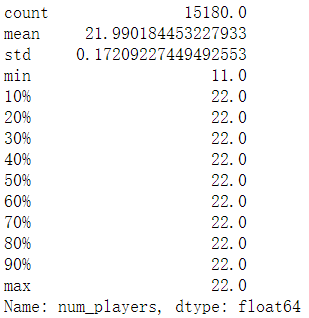 count 15180.0
mean 21.990184453227933
std 0.17209227449492553
min 11.0
10% 22.0
20% 22.0
30% 22.0
40% 22.0
50% 22.0
60% 22.0
70% 22.0
80% 22.0
90% 22.0
max 22.0
Name: num_players, dtype: float64